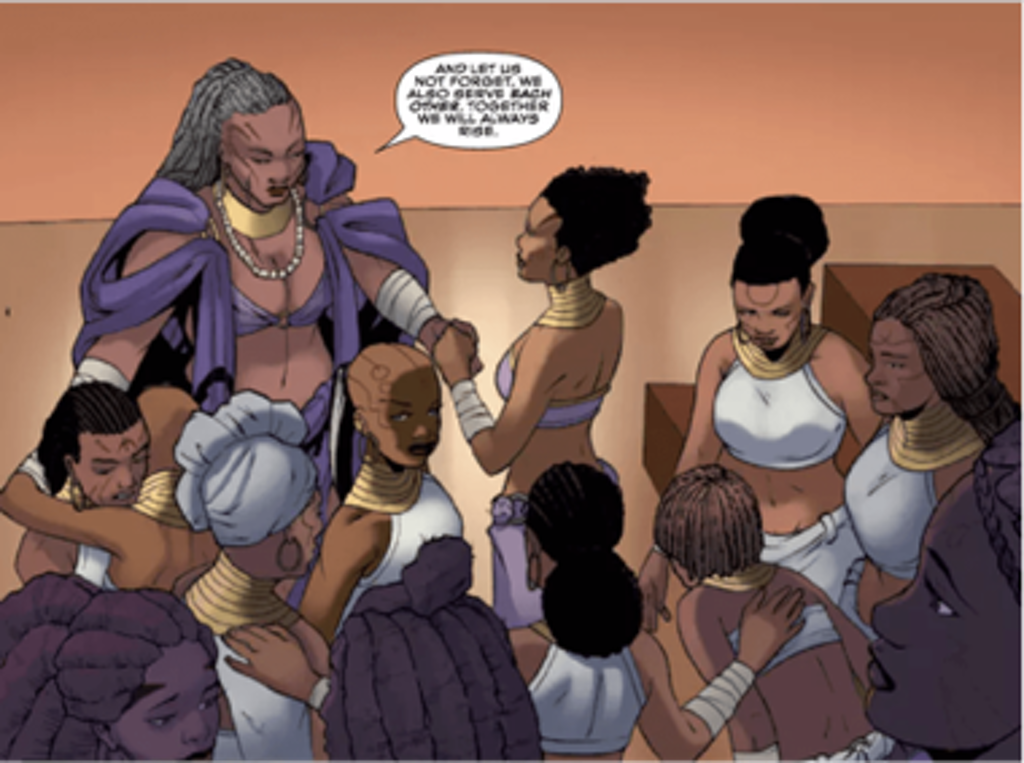 AND LET US
NOT FORGET, WE
ALSO SERVE EACH
OTHER. TOGETHER
WE WILL ALWAYS
RISE.